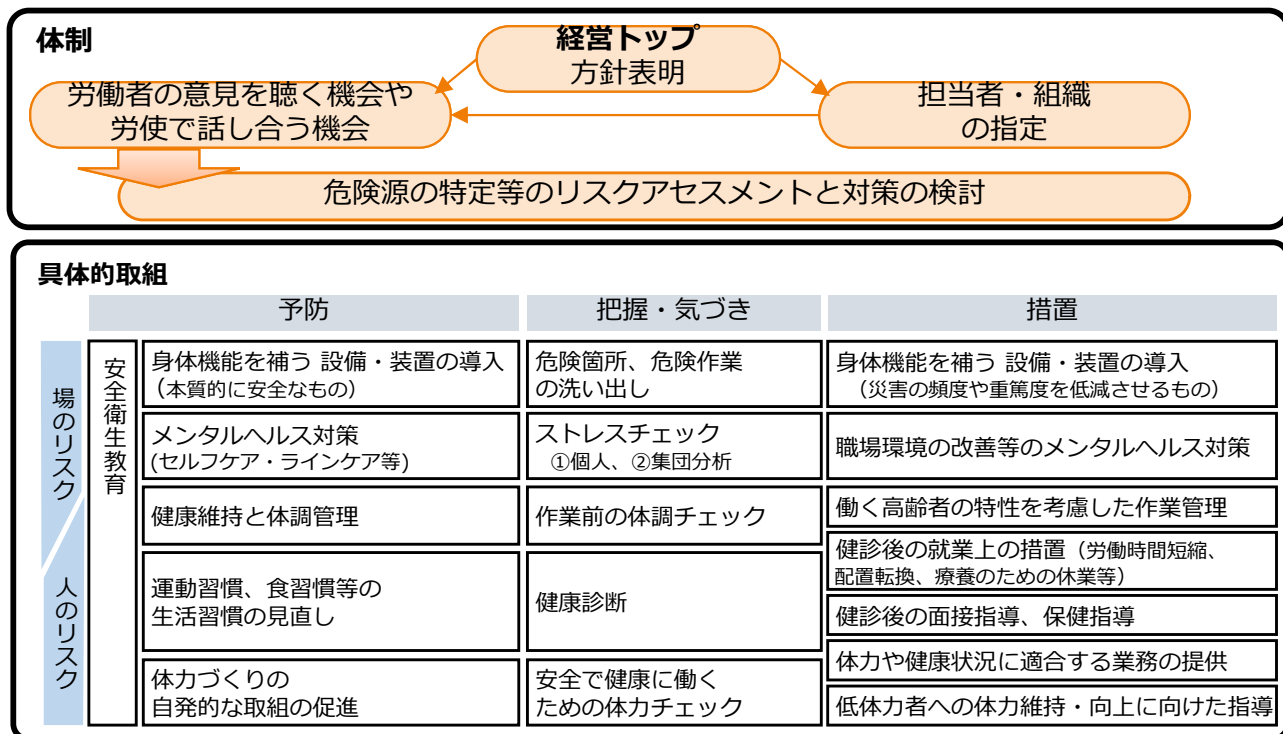 体制
経営トップ
方針表明
労働者の意見を聴く機会や
労使で話し合う機会
担当者・組織
の指定
危険源の特定等のリスクアセスメントと対策の検討
具体的取組
予防
把握・気づき
措置
場のリスク
人のリスク
安全衛生教育
身体機能を補う 設備・装置の導入
（本質的に安全なもの）
危険箇所、危険作業
の洗い出し
身体機能を補う 設備・装置の導入
（災害の頻度や重篤度を低減させるもの）
メンタルヘルス対策
(セルフケア・ラインケア等)
ストレスチェック
①個人、②集団分析
職場環境の改善等のメンタルヘルス対策
健康維持と体調管理
作業前の体調チェック
働く高齢者の特性を考慮した作業管理
運動習慣、食習慣等の
生活習慣の見直し
健康診断
健診後の就業上の措置（労働時間短縮、
配置転換、療養のための休業等）
健診後の面接指導、保健指導
体力づくりの
自発的な取組の促進
安全で健康に働く
ための体力チェック
体力や健康状況に適合する業務の提供
低体力者への体力維持・向上に向けた指導